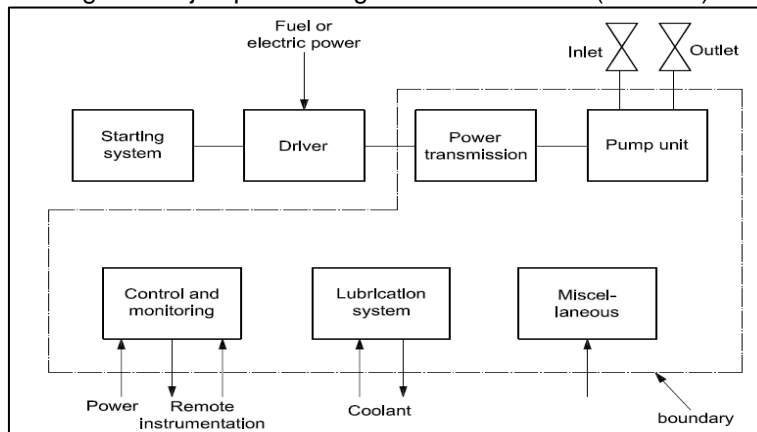 Fuel or
electric power
Inlet
Outlet
Starting
system
Driver
Power
transmission
Pump unit
Control and
monitoring
Lubrication
system
Miscel-
laneous
Power
Remote
instrumentation
Coolant
boundary